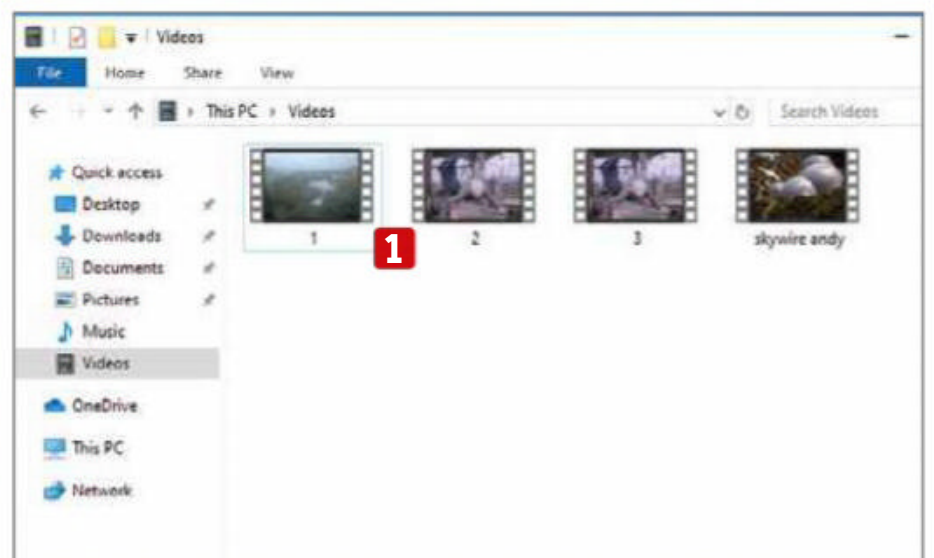 Videos
File Home Share View
This PC Videos Search Videos
Quick access
Desktop
Downloads
Documents
Pictures
Music
Videos
OneDrive
This PC
Network
1 2 3 skywire andy
1